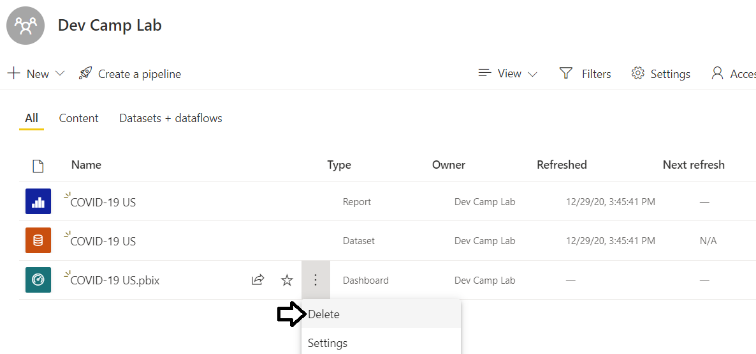 Dev Camp Lab
New Create a pipeline View Filters Settings Acces
All Content Datasets + dataflows
Name Type Owner Refreshed Next refresh
COVID-19 US Report Dev Camp Lab 12/29/20, 3:45:41 PM —
COVID-19 US Dataset Dev Camp Lab 12/29/20, 3:45:41 PM N/A
COVID-19 US.pbix Dashboard Dev Camp Lab — —
Delete
Settings